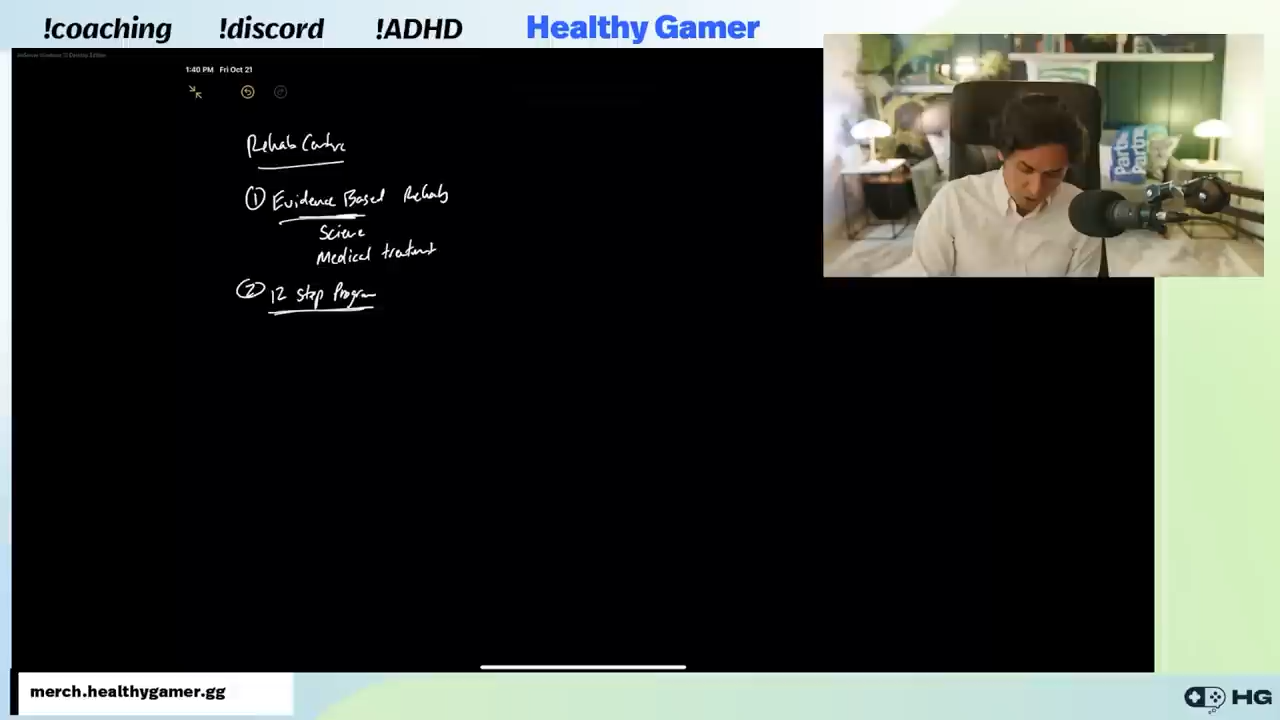 !coaching !discord !ADHD Healthy Gamer
1:40 PM Fri Oct 21
Rehab Centre
① Evidence Based Rehab
Science
Medical treatment
② 12 Step Program
merch.healthygamer.gg
HG